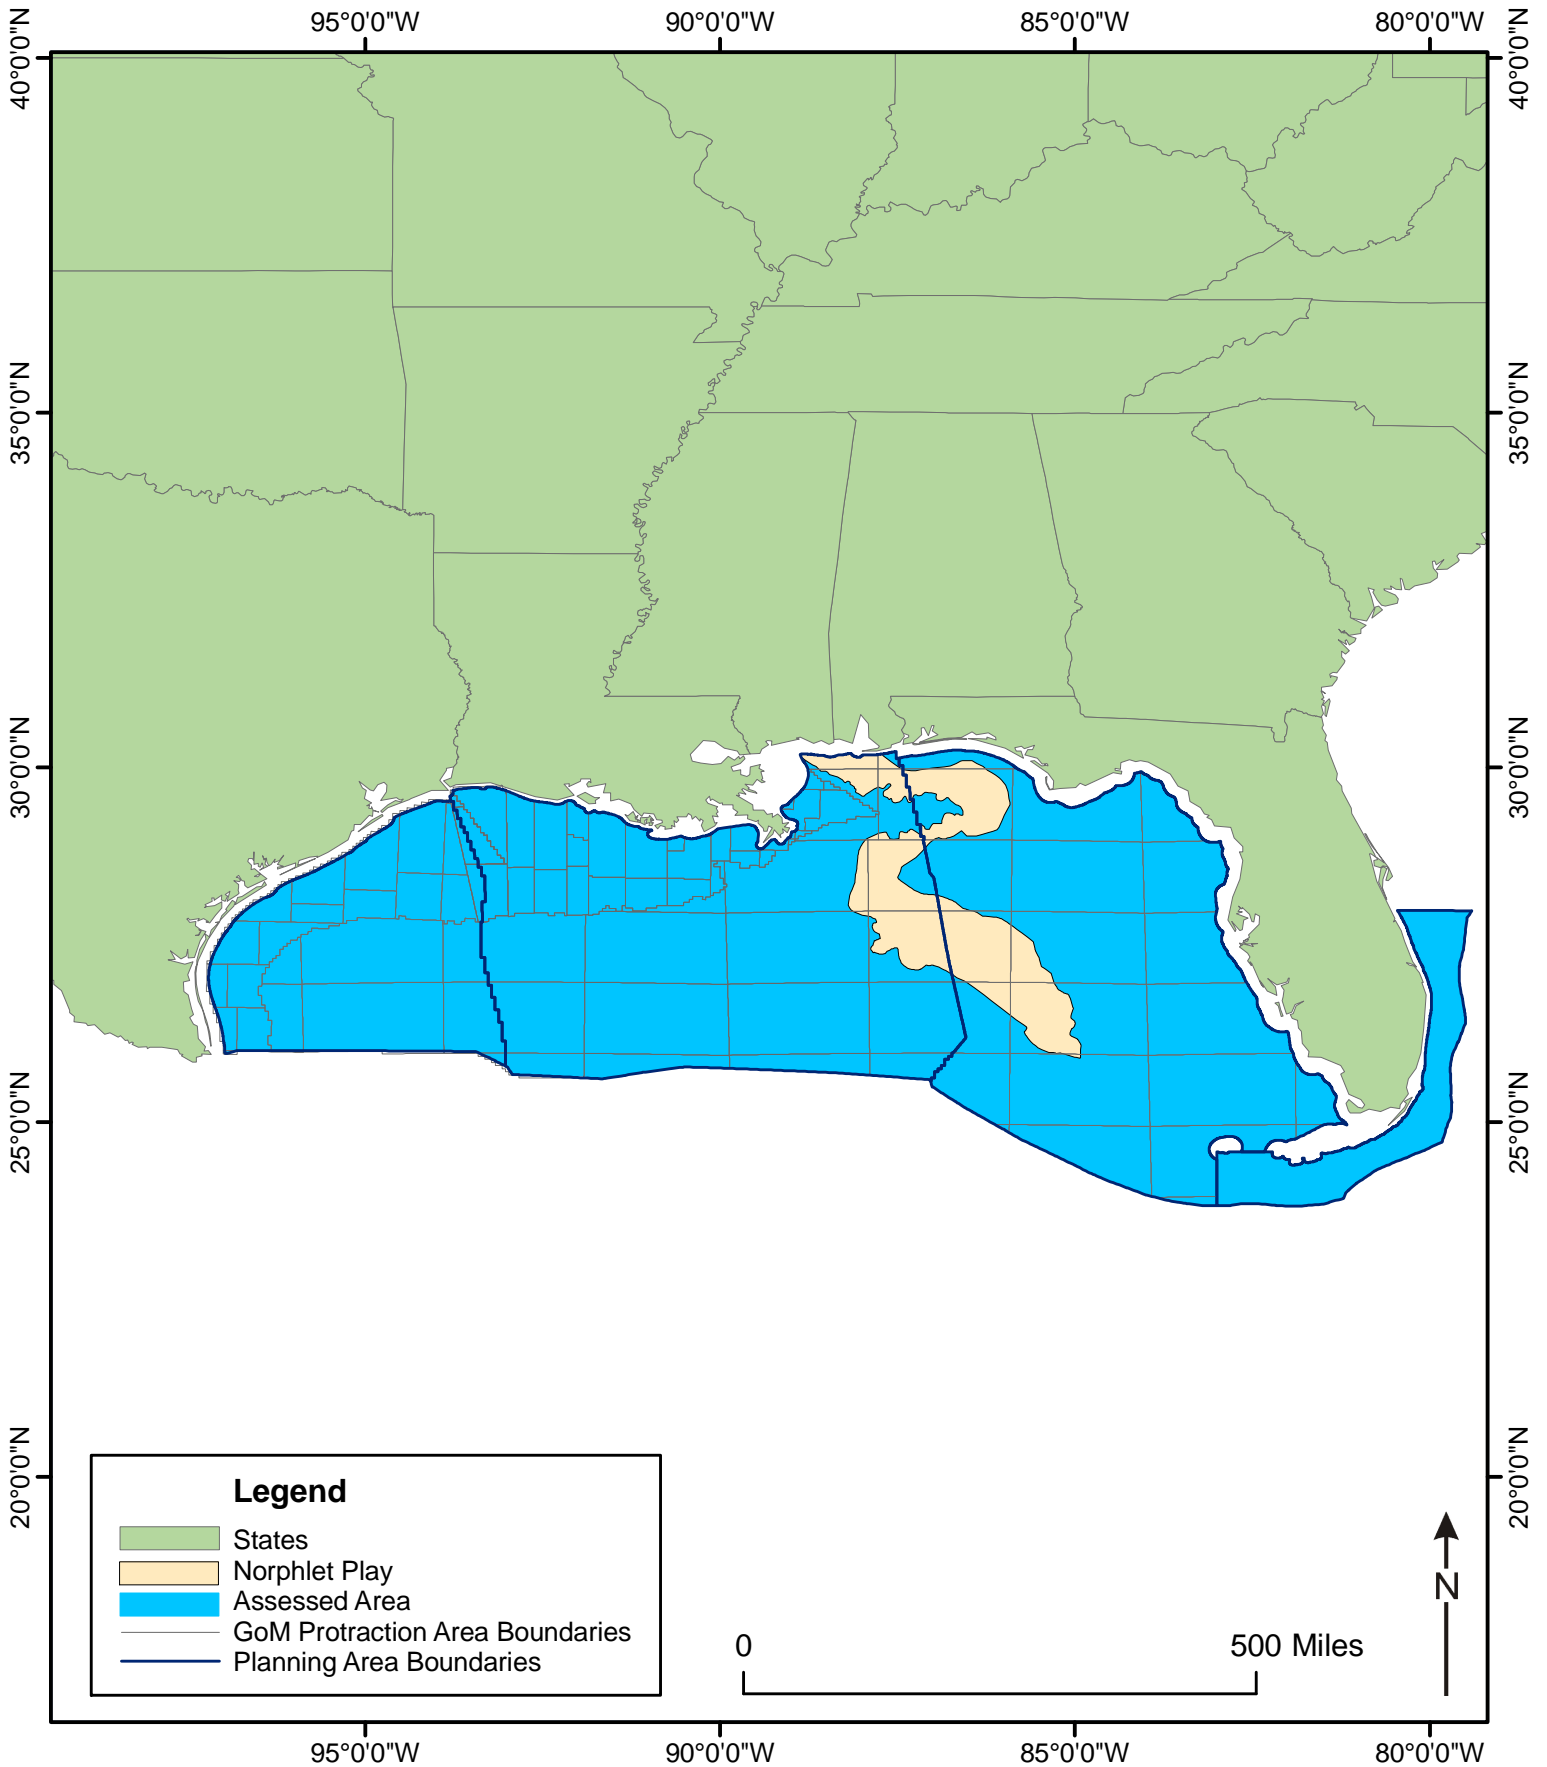 95°0'0"W 90°0'0"W 85°0'0"W 80°0'0"W
40°0'0"N 40°0'0"N
35°0'0"N 35°0'0"N
30°0'0"N 30°0'0"N
25°0'0"N 25°0'0"N
20°0'0"N 20°0'0"N
Legend
States
Norphlet Play
Assessed Area
GoM Protraction Area Boundaries
Planning Area Boundaries
0 500 Miles
N
95°0'0"W 90°0'0"W 85°0'0"W 80°0'0"W